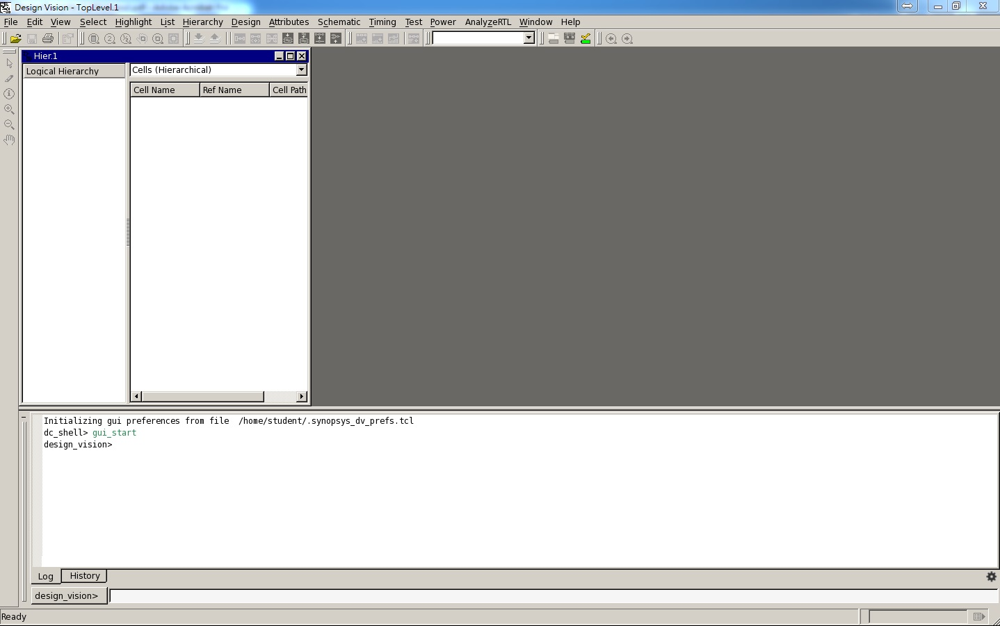 Design Vision - TopLevel.1
File Edit View Select Highlight List Hierarchy Design Attributes Schematic Timing Test Power AnalyzeRTL Window Help
Hier.1
Logical Hierarchy
Cells (Hierarchical)
Cell Name Ref Name Cell Path
Initializing gui preferences from file /home/student/.synopsys_dv_prefs.tcl
dc_shell> gui_start
design_vision>
Log History
design_vision>
Ready